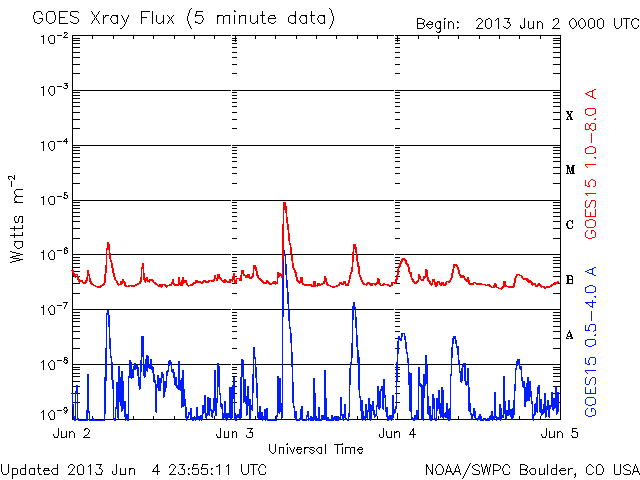 GOES Xray Flux (5 minute data)
Begin: 2013 Jun 2 0000 UTC
10⁻²
10⁻³
10⁻⁴
10⁻⁵
10⁻⁶
10⁻⁷
10⁻⁸
10⁻⁹
Watts m⁻²
X
M
C
B
A
GOES15 1.0-8.0 A
GOES15 0.5-4.0 A
Jun 2
Jun 3
Jun 4
Jun 5
Universal Time
Updated 2013 Jun 4 23:55:11 UTC
NOAA/SWPC Boulder, CO USA